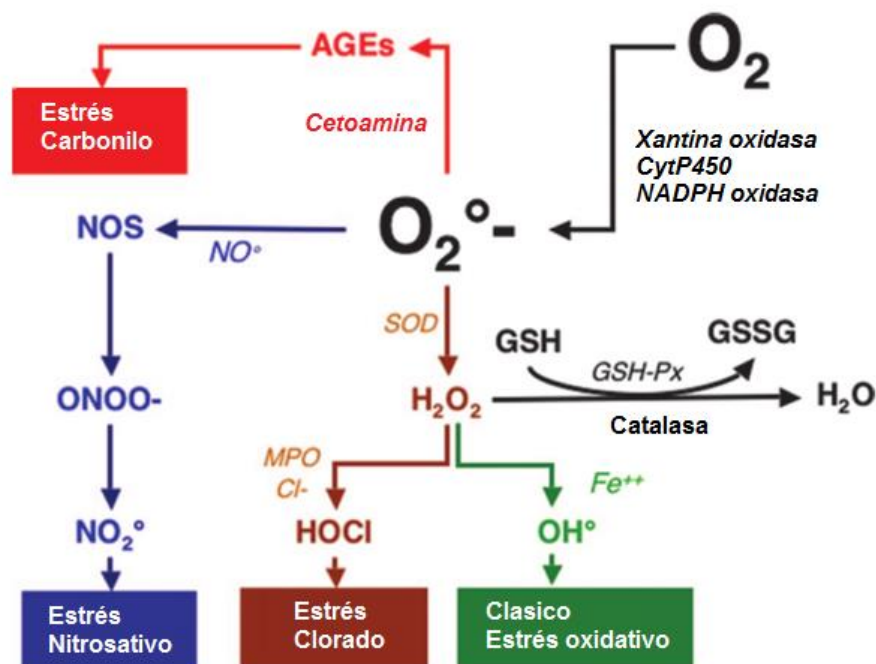 AGEs
O₂
Estrés
Carbonilo
Cetoamina
Xantina oxidasa
CytP450
NADPH oxidasa
NOS
NO°
O₂°-
SOD
GSH
GSSG
GSH-Px
ONOO-
H₂O₂
H₂O
Catalasa
MPO
Cl-
Fe⁺⁺
NO₂°
HOCl
OH°
Estrés
Nitrosativo
Estrés
Clorado
Clasico
Estrés oxidativo